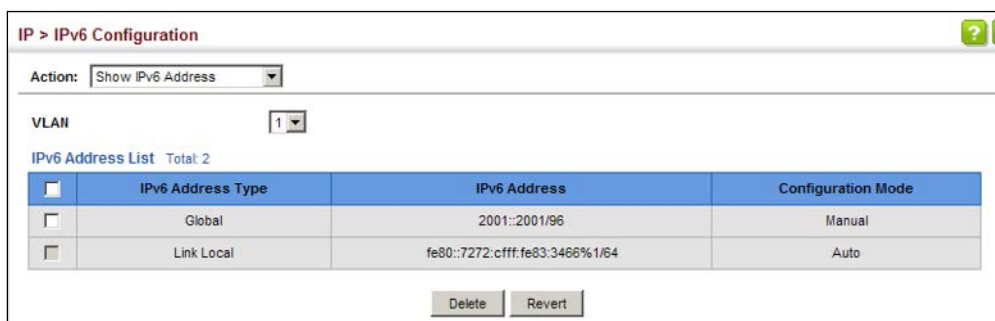 IP > IPv6 Configuration
?
Action: Show IPv6 Address
VLAN 1
IPv6 Address List Total: 2
IPv6 Address Type IPv6 Address Configuration Mode
Global 2001::2001/96 Manual
Link Local fe80::7272:cfff:fe83:3466%1/64 Auto
Delete Revert